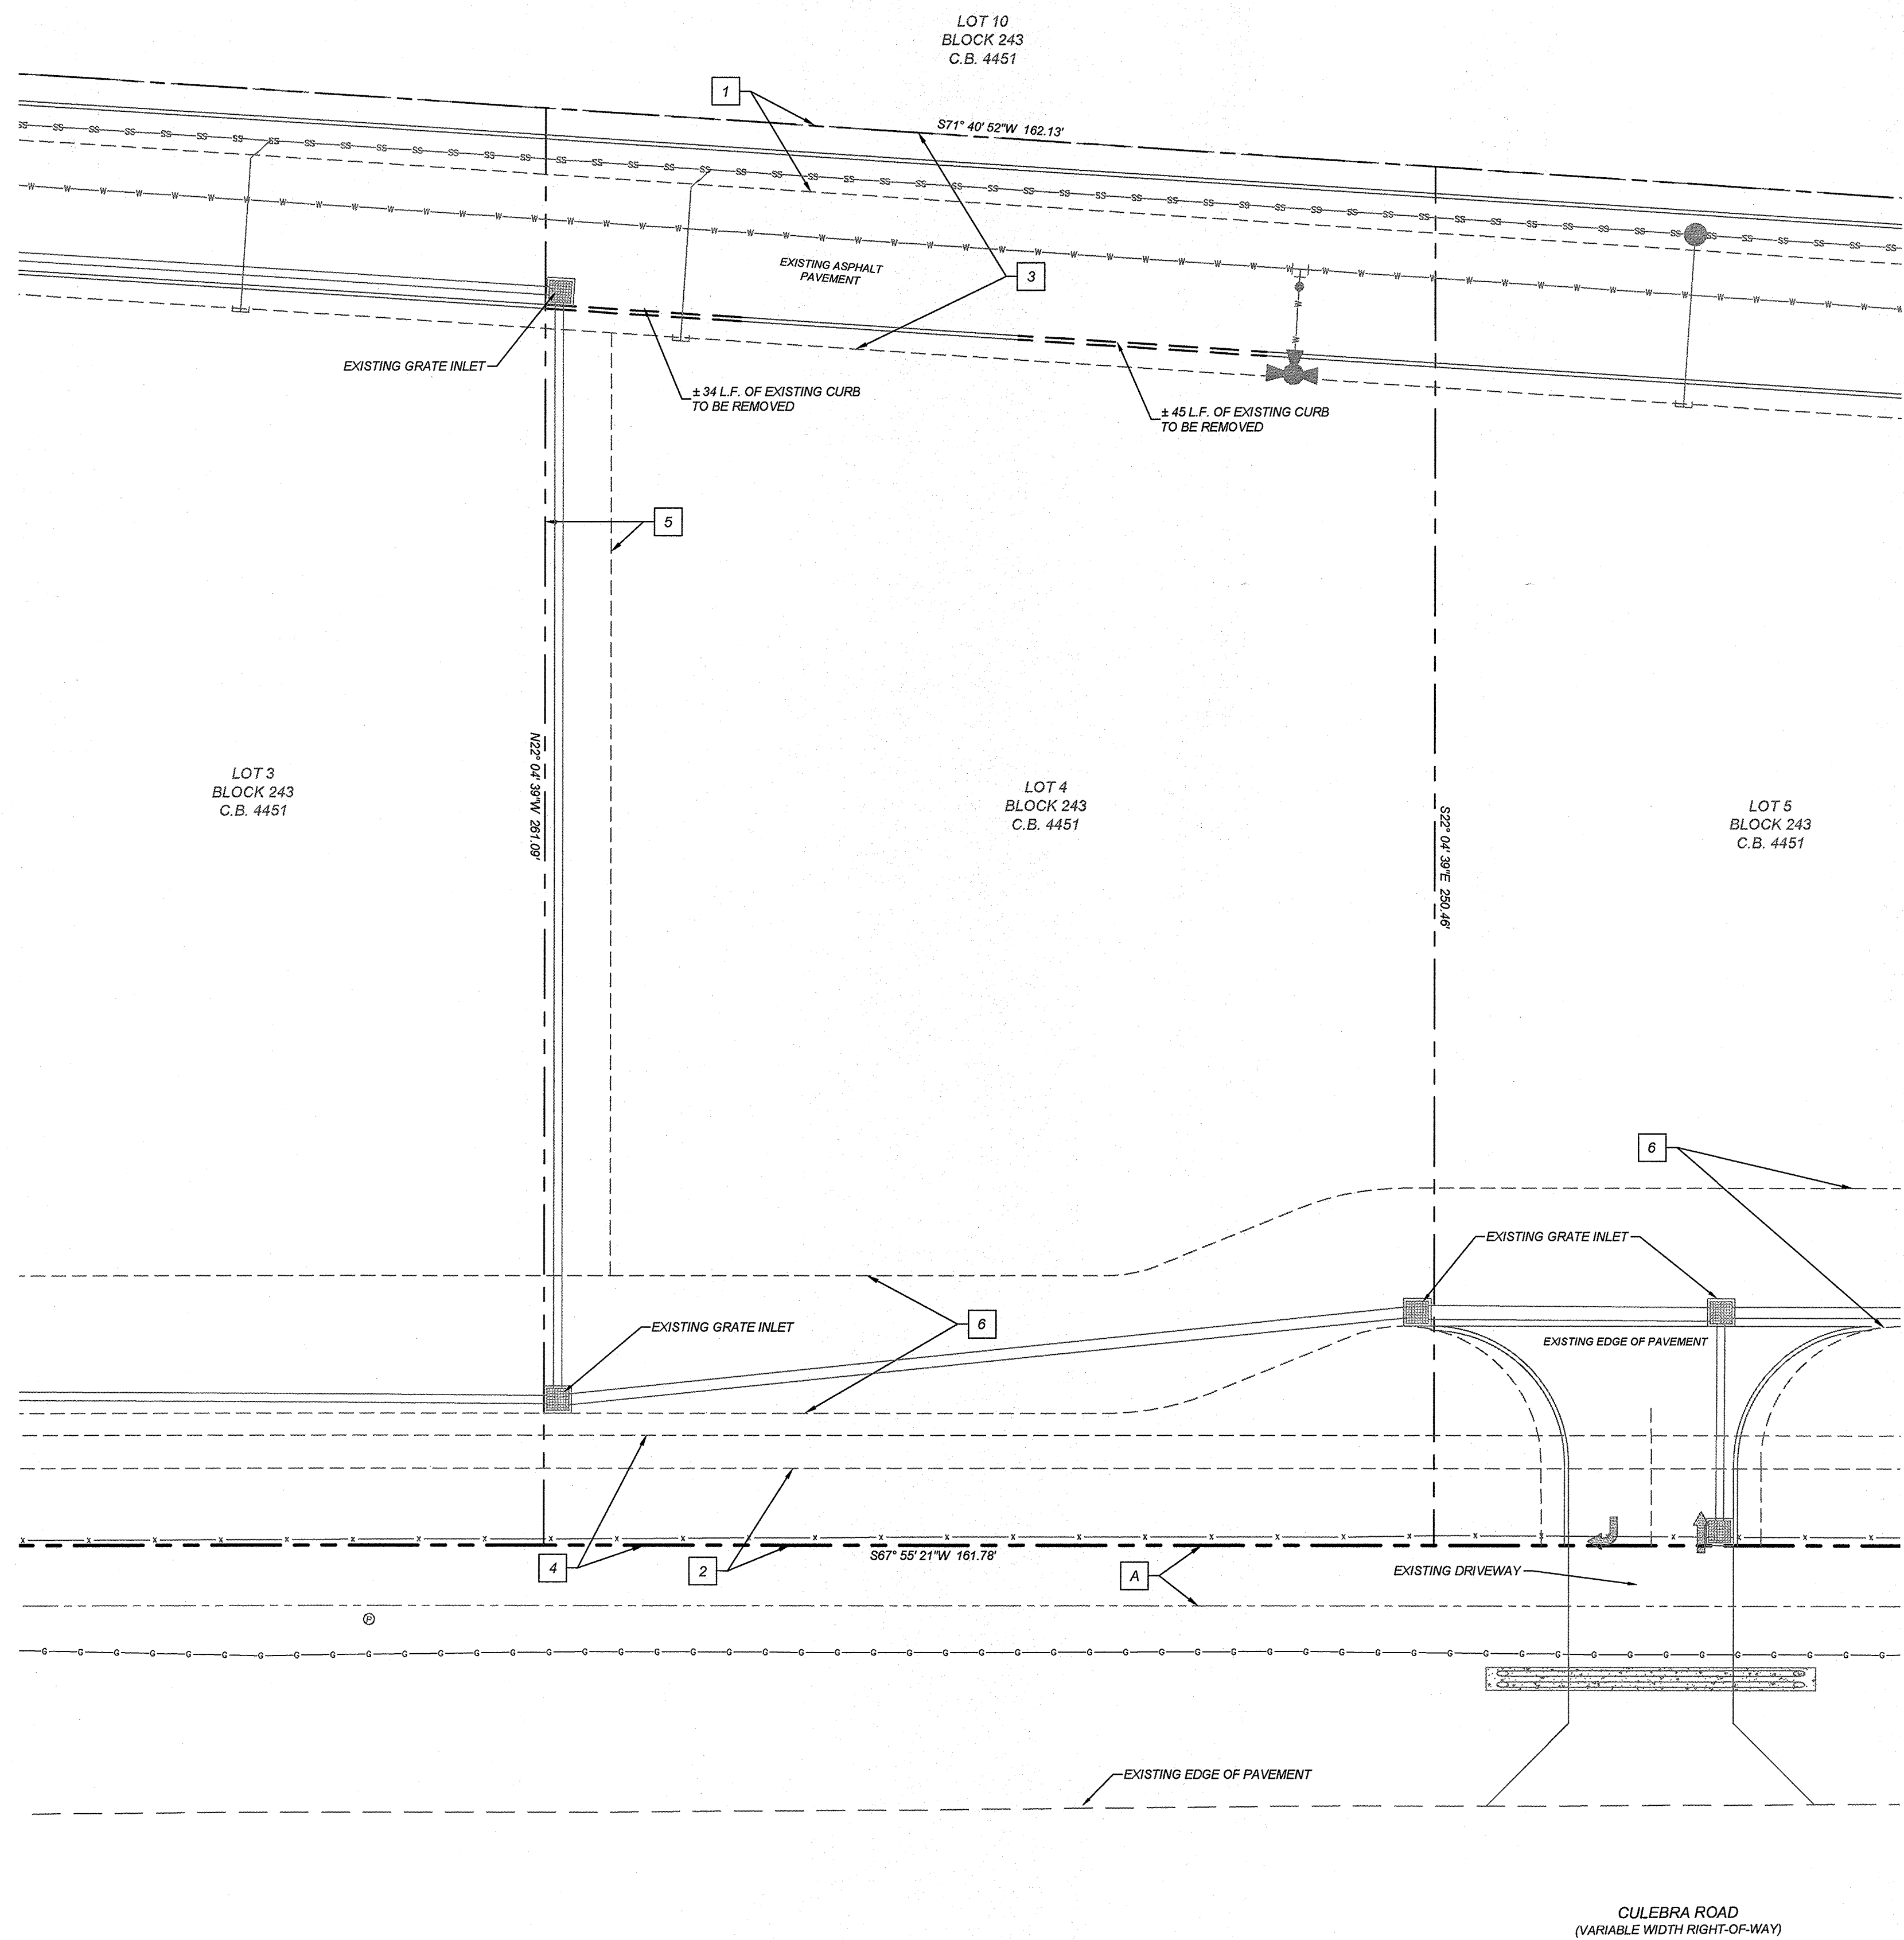 LOT 10
BLOCK 243
C.B. 4451
1
S71° 40' 52"W 162.13'
3
EXISTING ASPHALT
PAVEMENT
EXISTING GRATE INLET
± 34 L.F. OF EXISTING CURB
TO BE REMOVED
± 45 L.F. OF EXISTING CURB
TO BE REMOVED
5
N22° 04' 39"W 261.09'
LOT 3
BLOCK 243
C.B. 4451
LOT 4
BLOCK 243
C.B. 4451
S22° 04' 39"E 250.46'
LOT 5
BLOCK 243
C.B. 4451
6
EXISTING GRATE INLET
6
EXISTING GRATE INLET
EXISTING EDGE OF PAVEMENT
S67° 55' 21"W 161.78'
4
2
A
EXISTING DRIVEWAY
P
EXISTING EDGE OF PAVEMENT
CULEBRA ROAD
(VARIABLE WIDTH RIGHT-OF-WAY)